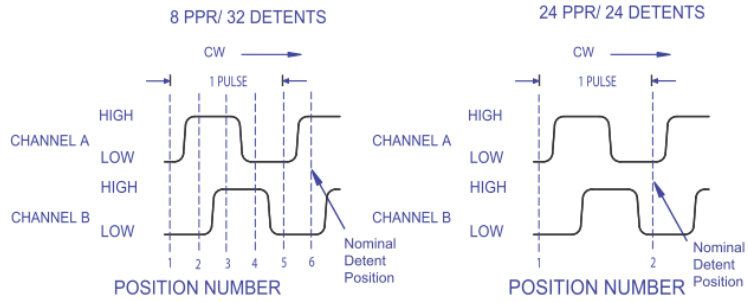 8 PPR/ 32 DETENTS
CW
1 PULSE
HIGH
CHANNEL A
LOW
HIGH
CHANNEL B
LOW
1 2 3 4 5 6
Nominal
Detent
Position
POSITION NUMBER
24 PPR/ 24 DETENTS
CW
1 PULSE
HIGH
CHANNEL A
LOW
HIGH
CHANNEL B
LOW
1 2
Nominal
Detent
Position
POSITION NUMBER